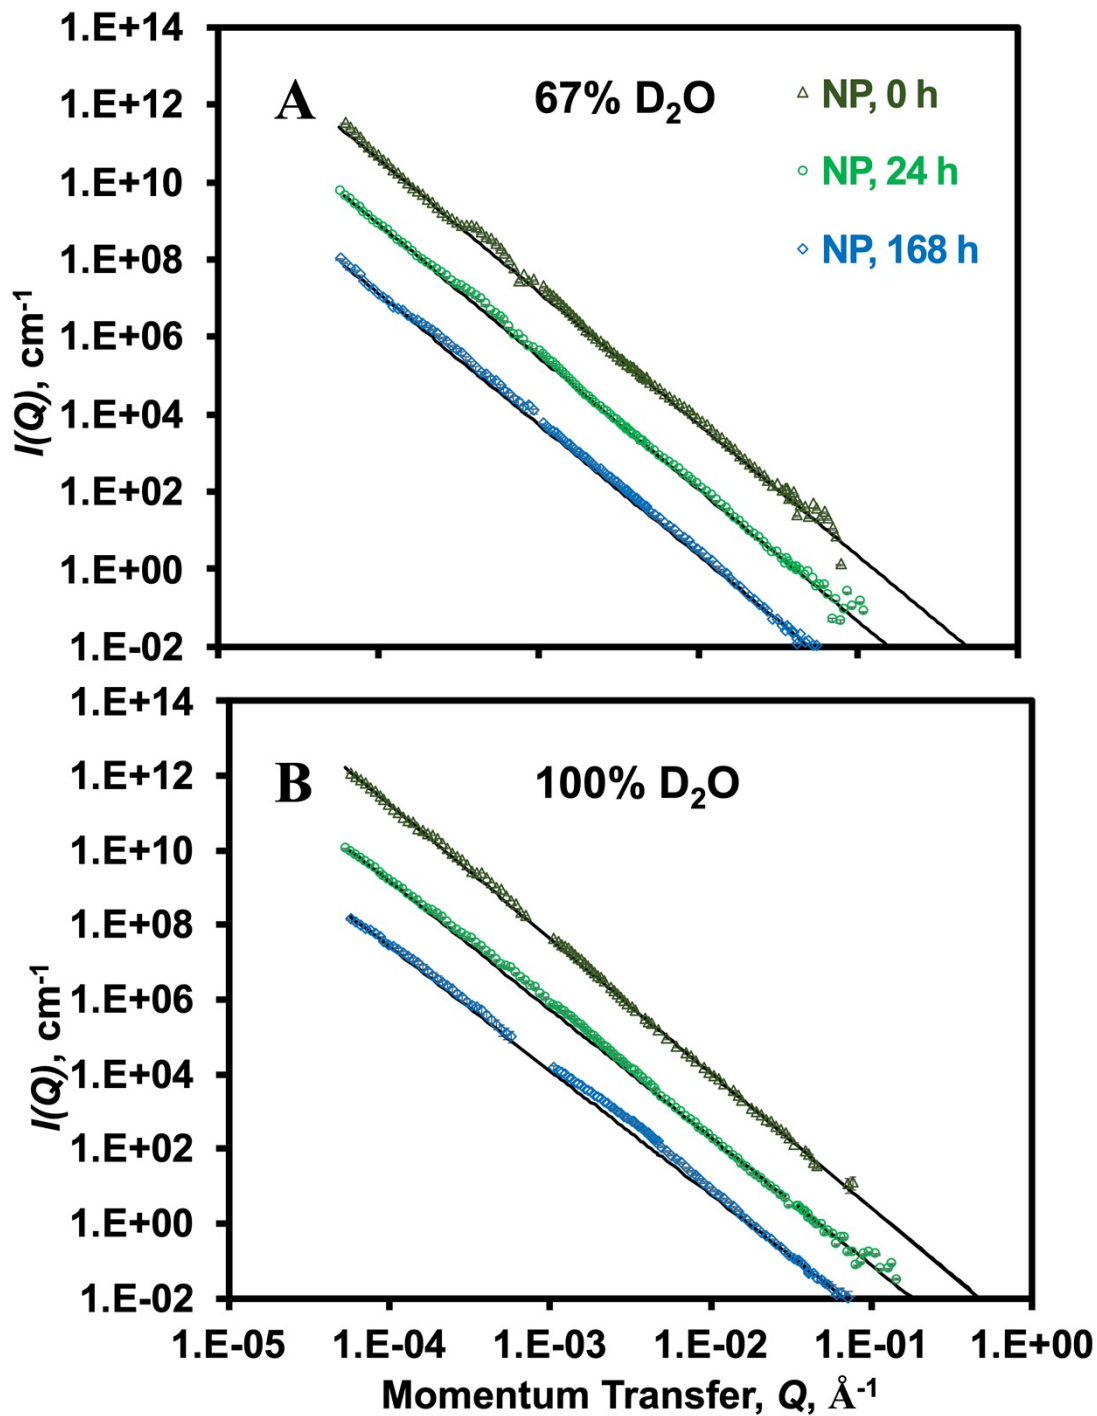 1.E+14
1.E+12
1.E+10
1.E+08
1.E+06
1.E+04
1.E+02
1.E+00
1.E-02
I(Q), cm-1
A
67% D2O
NP, 0 h
NP, 24 h
NP, 168 h
1.E+14
1.E+12
1.E+10
1.E+08
1.E+06
1.E+04
1.E+02
1.E+00
1.E-02
I(Q), cm-1
B
100% D2O
1.E-05 1.E-04 1.E-03 1.E-02 1.E-01 1.E+00
Momentum Transfer, Q, Å-1